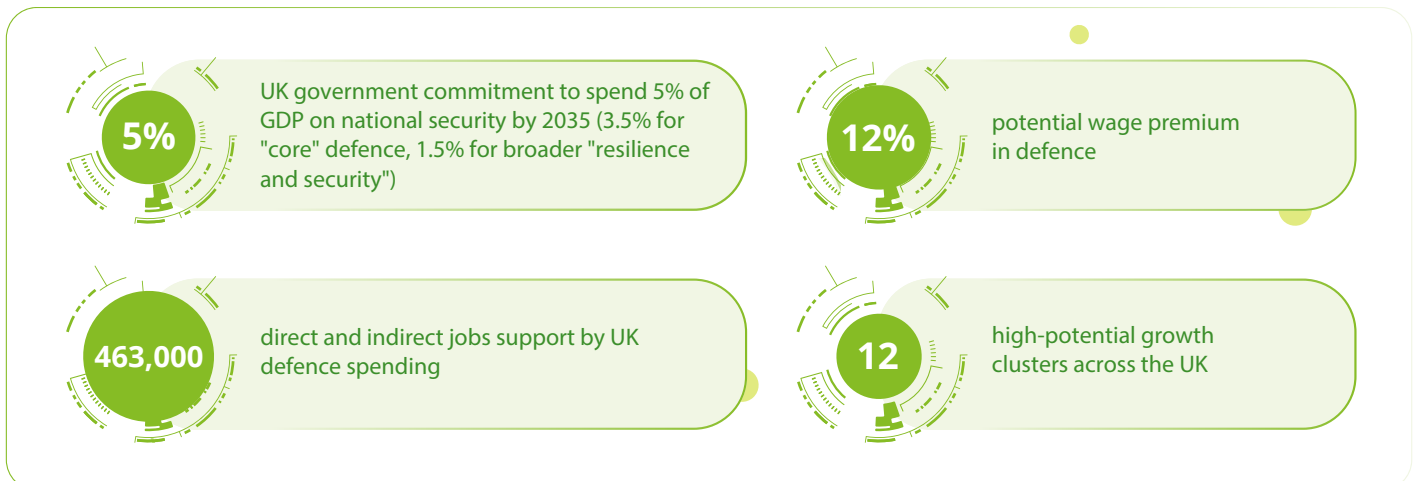 5%
UK government commitment to spend 5% of
GDP on national security by 2035 (3.5% for
"core" defence, 1.5% for broader "resilience
and security")
12%
potential wage premium
in defence
463,000
direct and indirect jobs support by UK
defence spending
12
high-potential growth
clusters across the UK